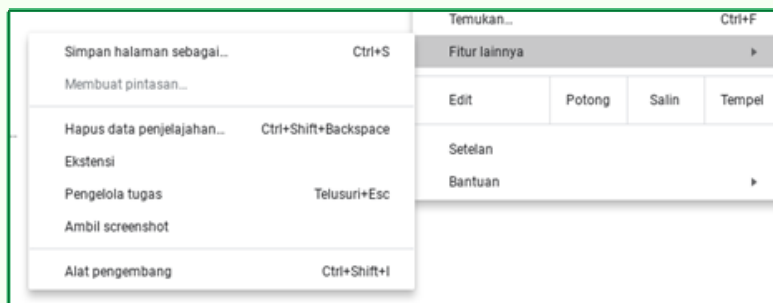 Temukan... Ctrl+F
Fitur lainnya
Edit Potong Salin Tempel
Setelan
Bantuan
Simpan halaman sebagai... Ctrl+S
Membuat pintasan...
Hapus data penjelajahan... Ctrl+Shift+Backspace
Ekstensi
Pengelola tugas Telusuri+Esc
Ambil screenshot
Alat pengembang Ctrl+Shift+I